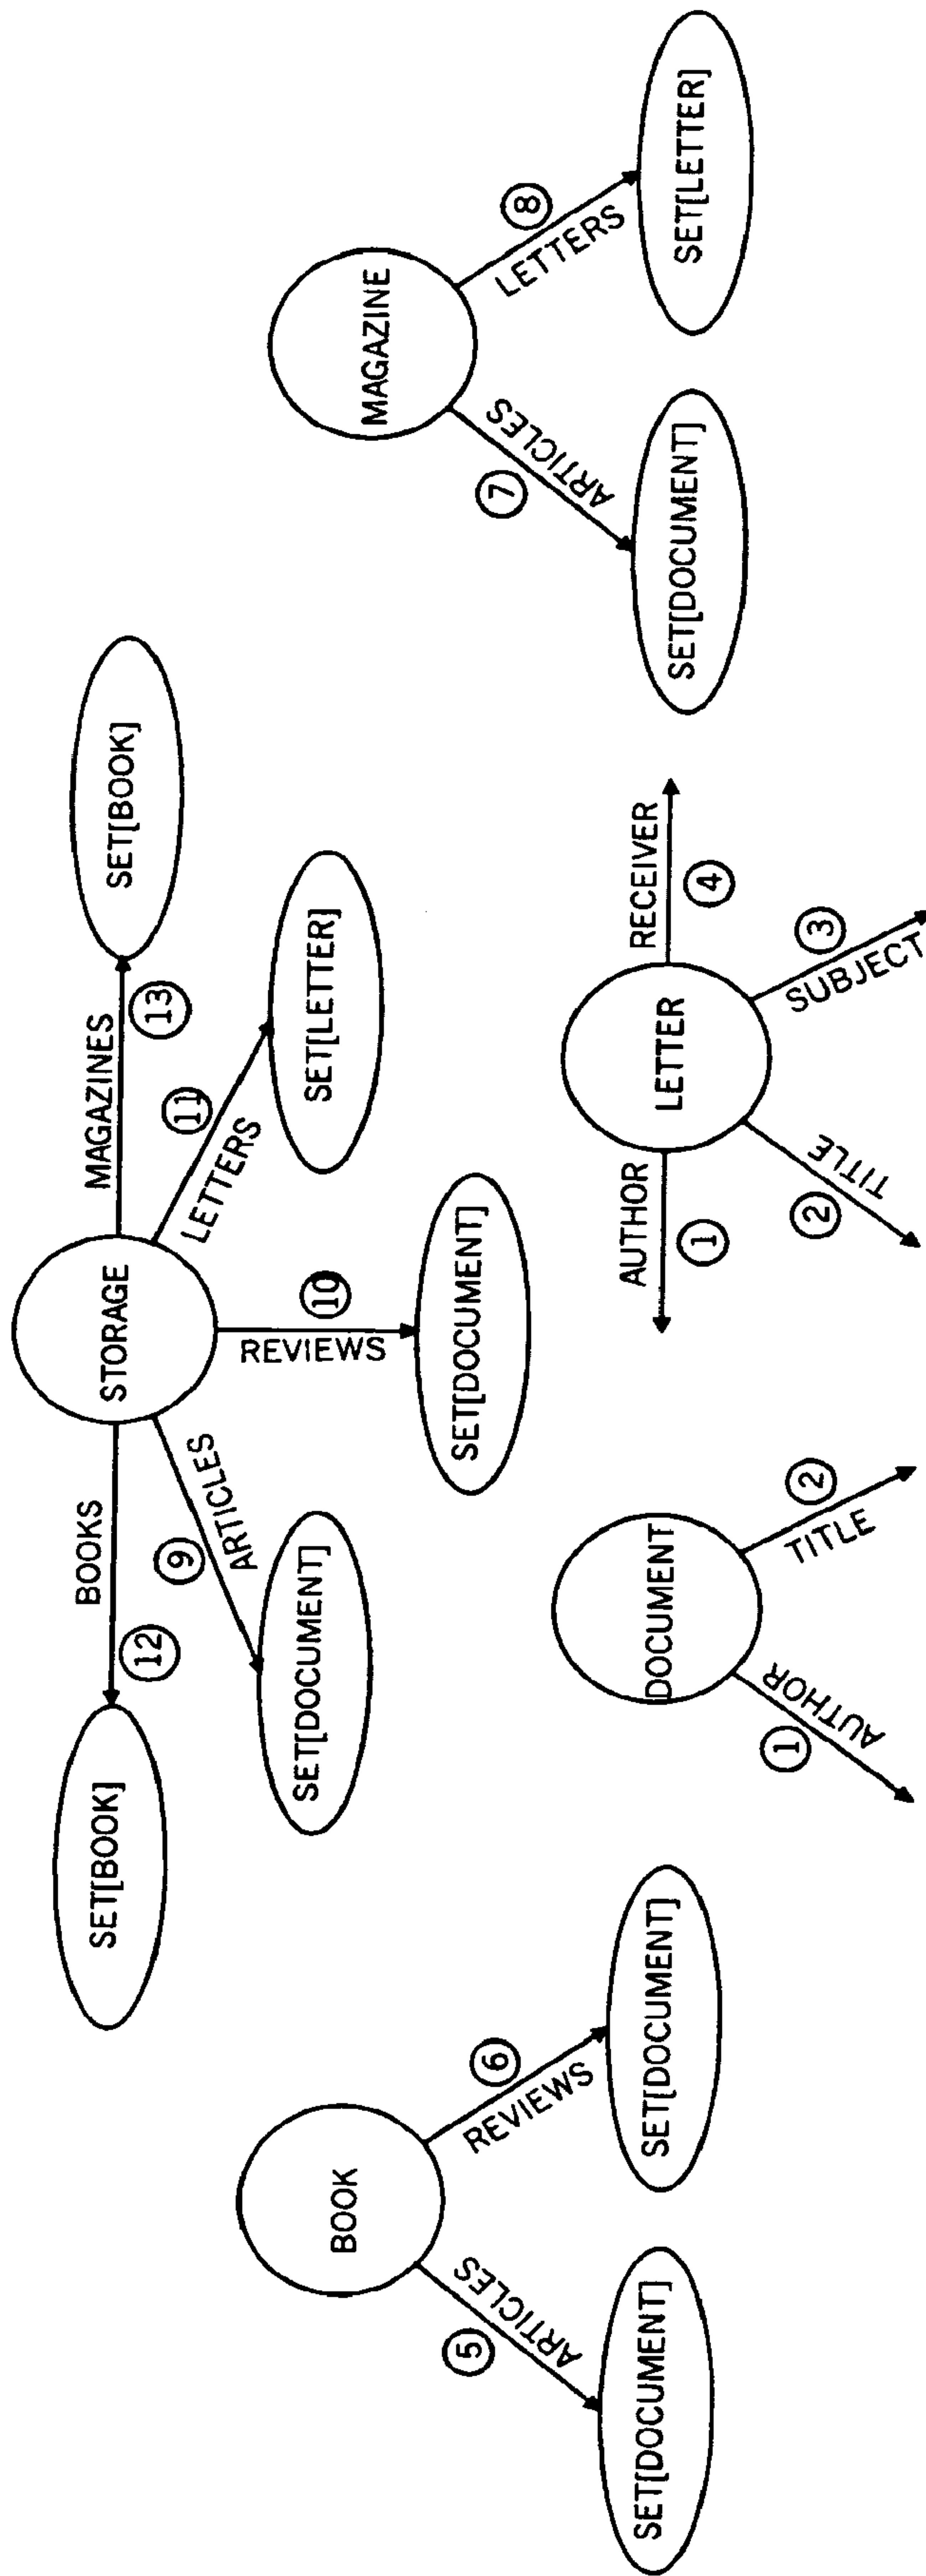 STORAGE
BOOKS
12
SET[BOOK]
MAGAZINES
13
SET[BOOK]
ARTICLES
9
SET[DOCUMENT]
REVIEWS
10
SET[DOCUMENT]
LETTERS
11
SET[LETTER]
BOOK
ARTICLES
5
SET[DOCUMENT]
REVIEWS
6
SET[DOCUMENT]
DOCUMENT
AUTHOR
1
TITLE
2
LETTER
AUTHOR
1
TITLE
2
SUBJECT
3
RECEIVER
4
MAGAZINE
ARTICLES
7
SET[DOCUMENT]
LETTERS
8
SET[LETTER]